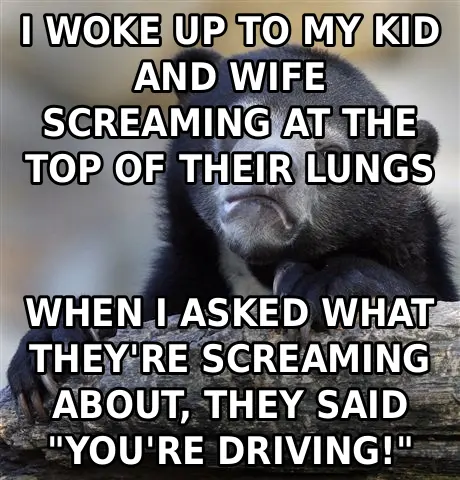 I WOKE UP TO MY KID
AND WIFE
SCREAMING AT THE
TOP OF THEIR LUNGS
WHEN I ASKED WHAT
THEY'RE SCREAMING
ABOUT, THEY SAID
"YOU'RE DRIVING!"